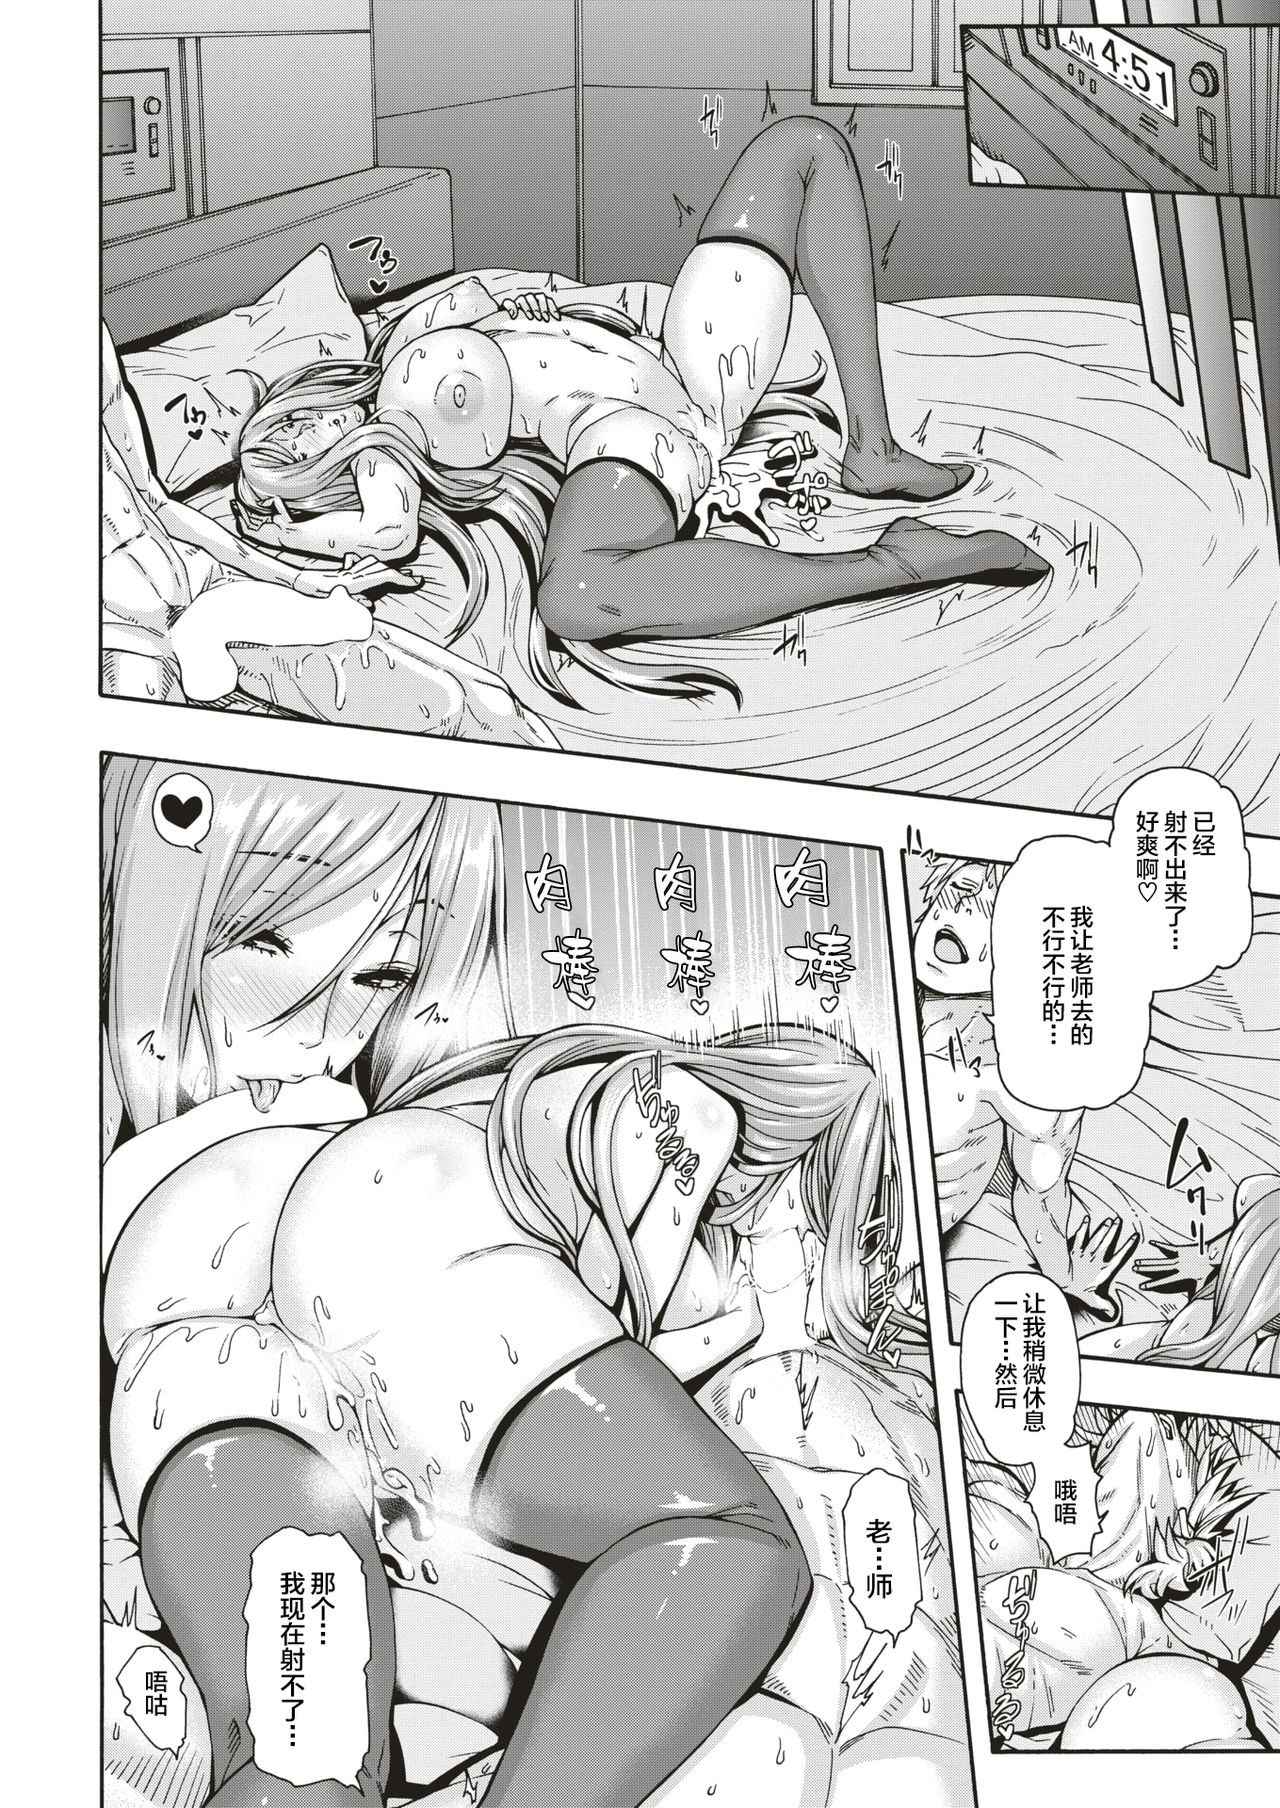 AM 4:51
已经
射不出来了…
好爽啊♡
我让老师去的
不行不行的…
让我稍微休息
一下…然后
哦唔
肉棒♡
肉棒♡
肉棒♡
老…师
那个…
我现在射不了…
唔咕